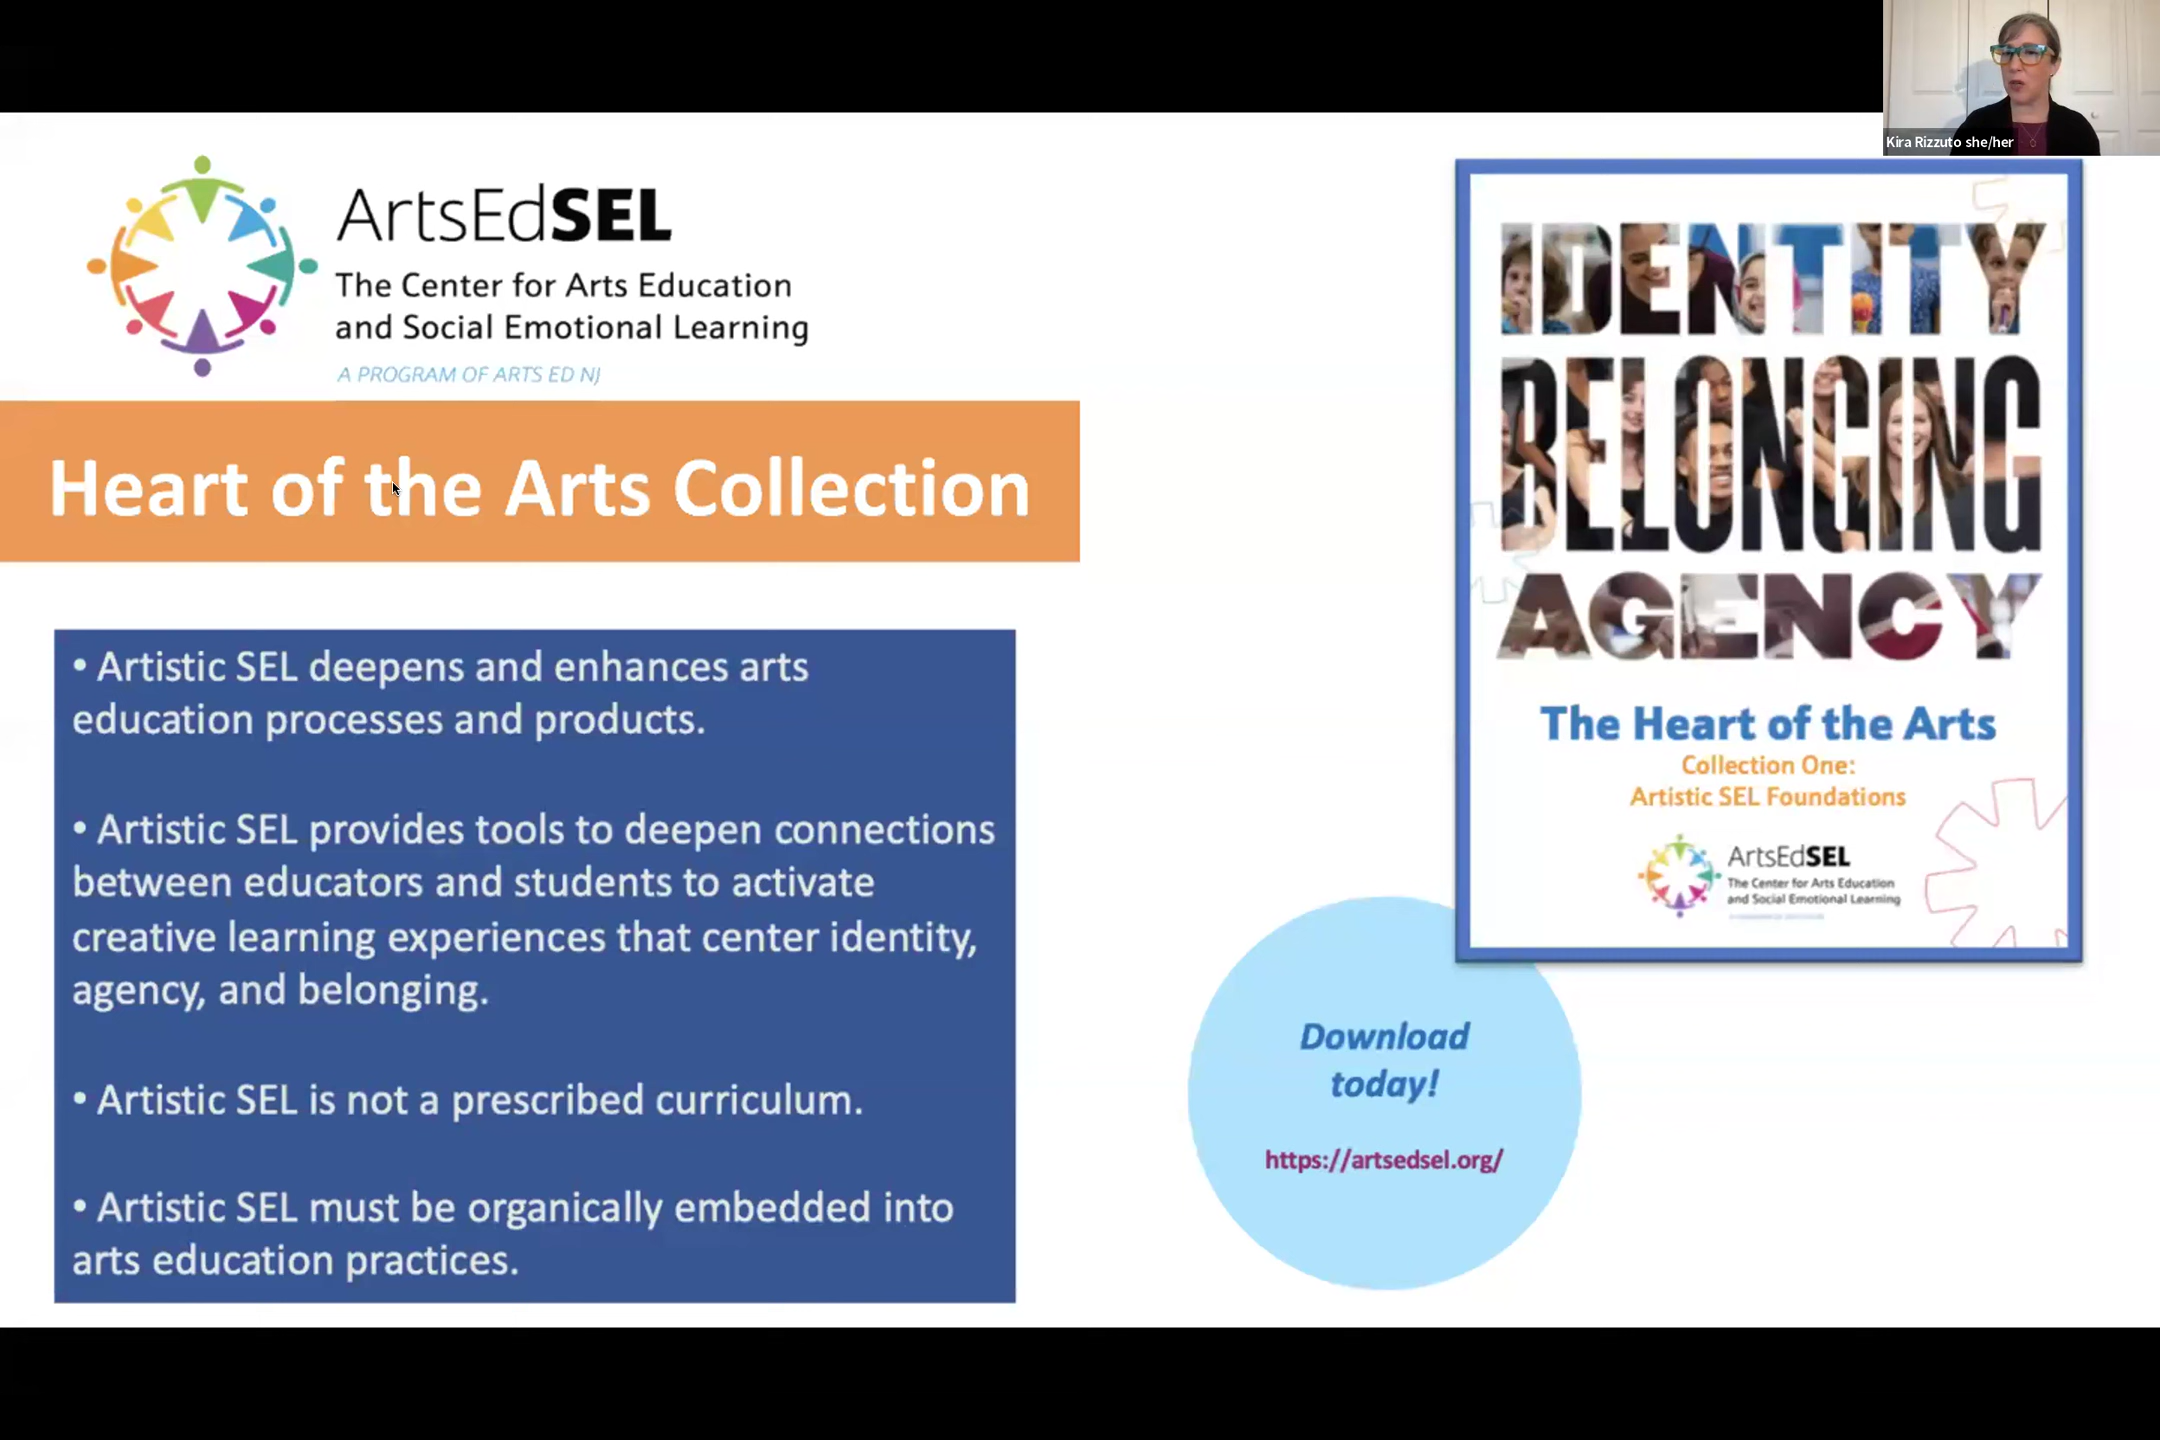 Kira Rizzuto she/her
ArtsEdSEL
The Center for Arts Education
and Social Emotional Learning
A PROGRAM OF ARTS ED NJ
Heart of the Arts Collection
• Artistic SEL deepens and enhances arts
education processes and products.
• Artistic SEL provides tools to deepen connections
between educators and students to activate
creative learning experiences that center identity,
agency, and belonging.
• Artistic SEL is not a prescribed curriculum.
• Artistic SEL must be organically embedded into
arts education practices.
IDENTITY
BELONGING
AGENCY
The Heart of the Arts
Collection One:
Artistic SEL Foundations
ArtsEdSEL
The Center for Arts Education
and Social Emotional Learning
Download
today!
https://artsedsel.org/